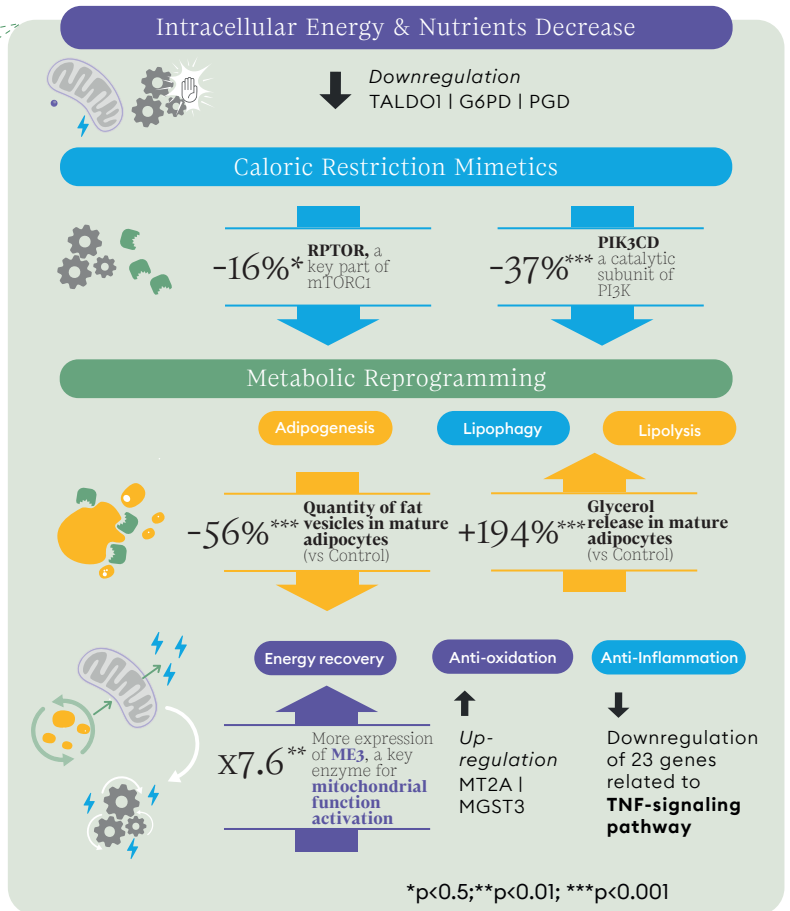 Intracellular Energy & Nutrients Decrease
Downregulation
TALDO1 | G6PD | PGD
Caloric Restriction Mimetics
-16%*
RPTOR, a
key part of
mTORC1
-37%***
PIK3CD
a catalytic
subunit of
PI3K
Metabolic Reprogramming
Adipogenesis
Lipophagy
Lipolysis
-56%***
Quantity of fat
vesicles in mature
adipocytes
(vs Control)
+194%***
Glycerol
release in mature
adipocytes
(vs Control)
Energy recovery
Anti-oxidation
Anti-Inflammation
x7.6**
More expression
of ME3, a key
enzyme for
mitochondrial
function
activation
Up-
regulation
MT2A |
MGST3
Downregulation
of 23 genes
related to
TNF-signaling
pathway
*p<0.5;**p<0.01; ***p<0.001